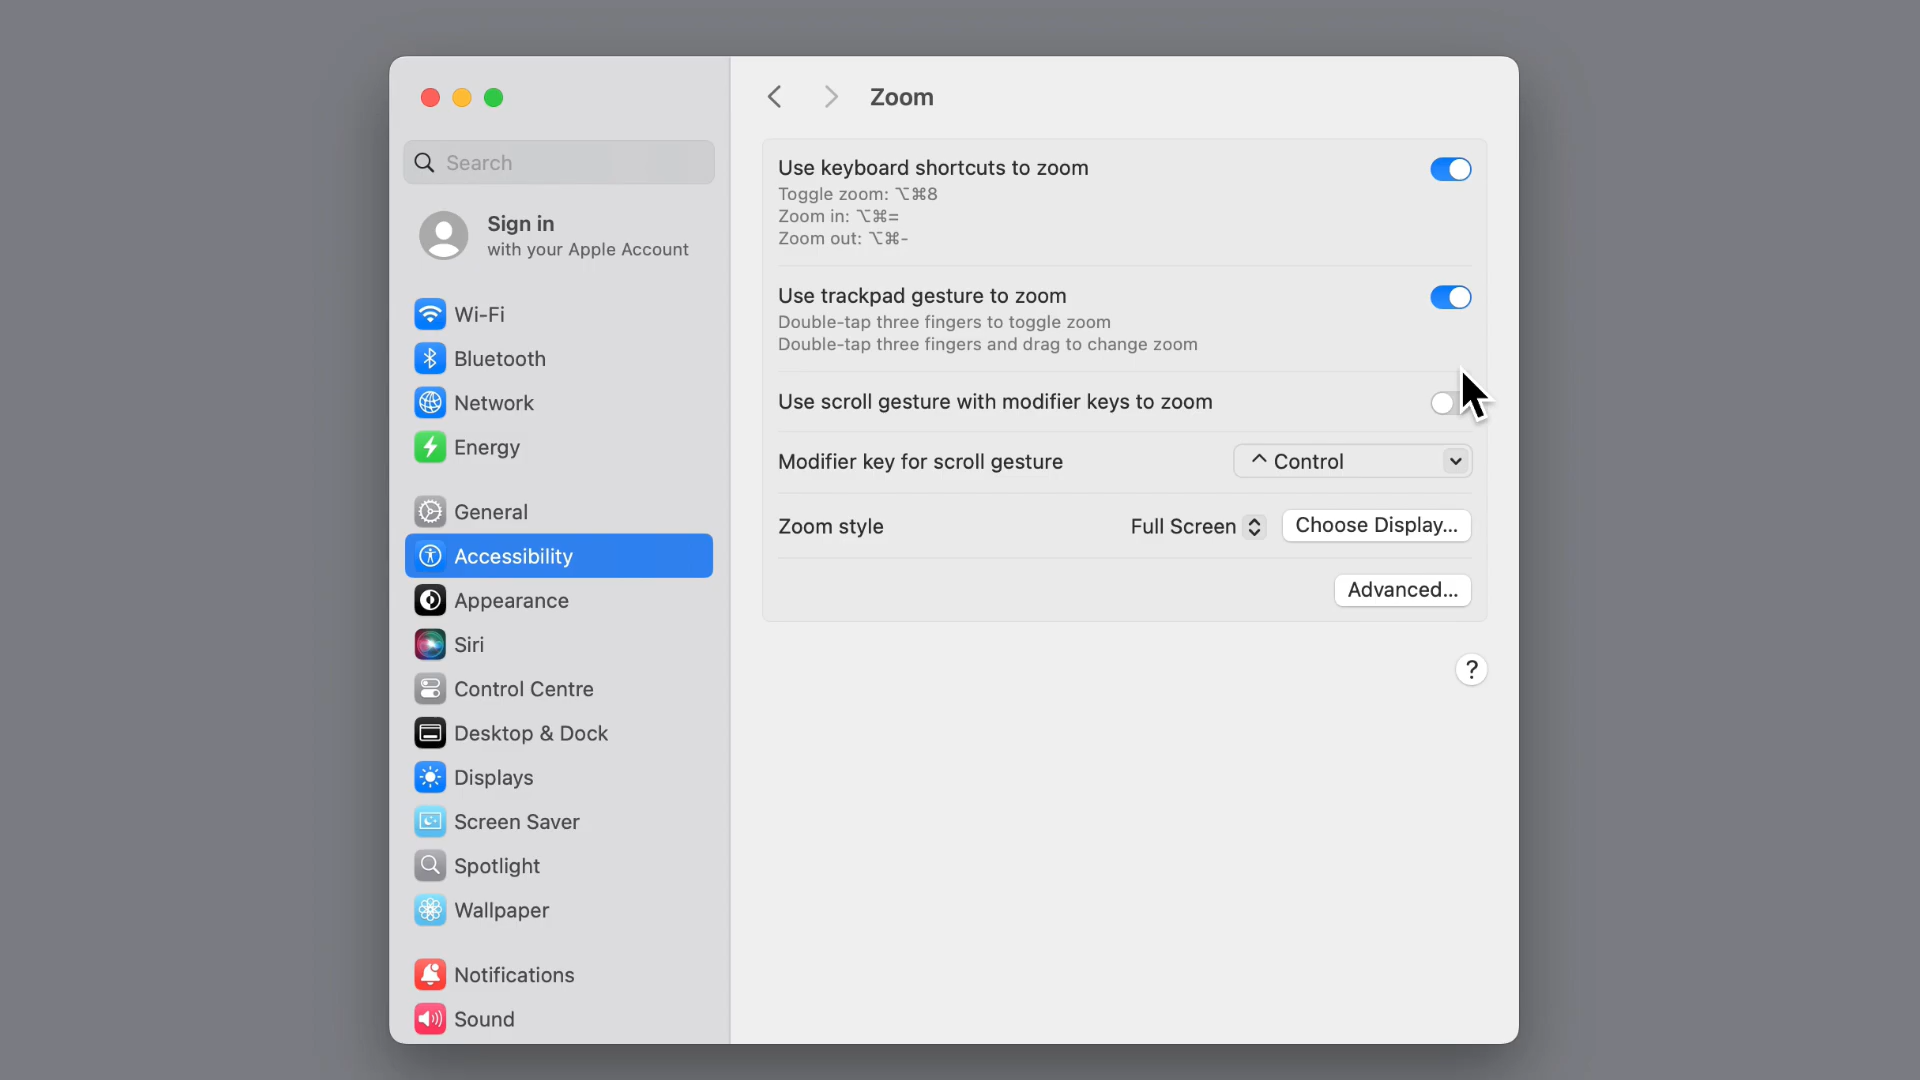 Zoom
Search
Sign in
with your Apple Account
Wi-Fi
Bluetooth
Network
Energy
General
Accessibility
Appearance
Siri
Control Centre
Desktop & Dock
Displays
Screen Saver
Spotlight
Wallpaper
Notifications
Sound
Use keyboard shortcuts to zoom
Toggle zoom: ⌥⌘8
Zoom in: ⌥⌘=
Zoom out: ⌥⌘-
Use trackpad gesture to zoom
Double-tap three fingers to toggle zoom
Double-tap three fingers and drag to change zoom
Use scroll gesture with modifier keys to zoom
Modifier key for scroll gesture
⌃ Control
Zoom style
Full Screen
Choose Display...
Advanced...
?